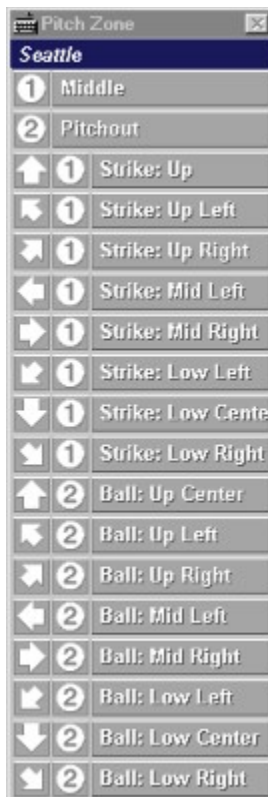 Pitch Zone
Seattle
1 Middle
2 Pitchout
1 Strike: Up
1 Strike: Up Left
1 Strike: Up Right
1 Strike: Mid Left
1 Strike: Mid Right
1 Strike: Low Left
1 Strike: Low Cente
1 Strike: Low Right
2 Ball: Up Center
2 Ball: Up Left
2 Ball: Up Right
2 Ball: Mid Left
2 Ball: Mid Right
2 Ball: Low Left
2 Ball: Low Center
2 Ball: Low Right